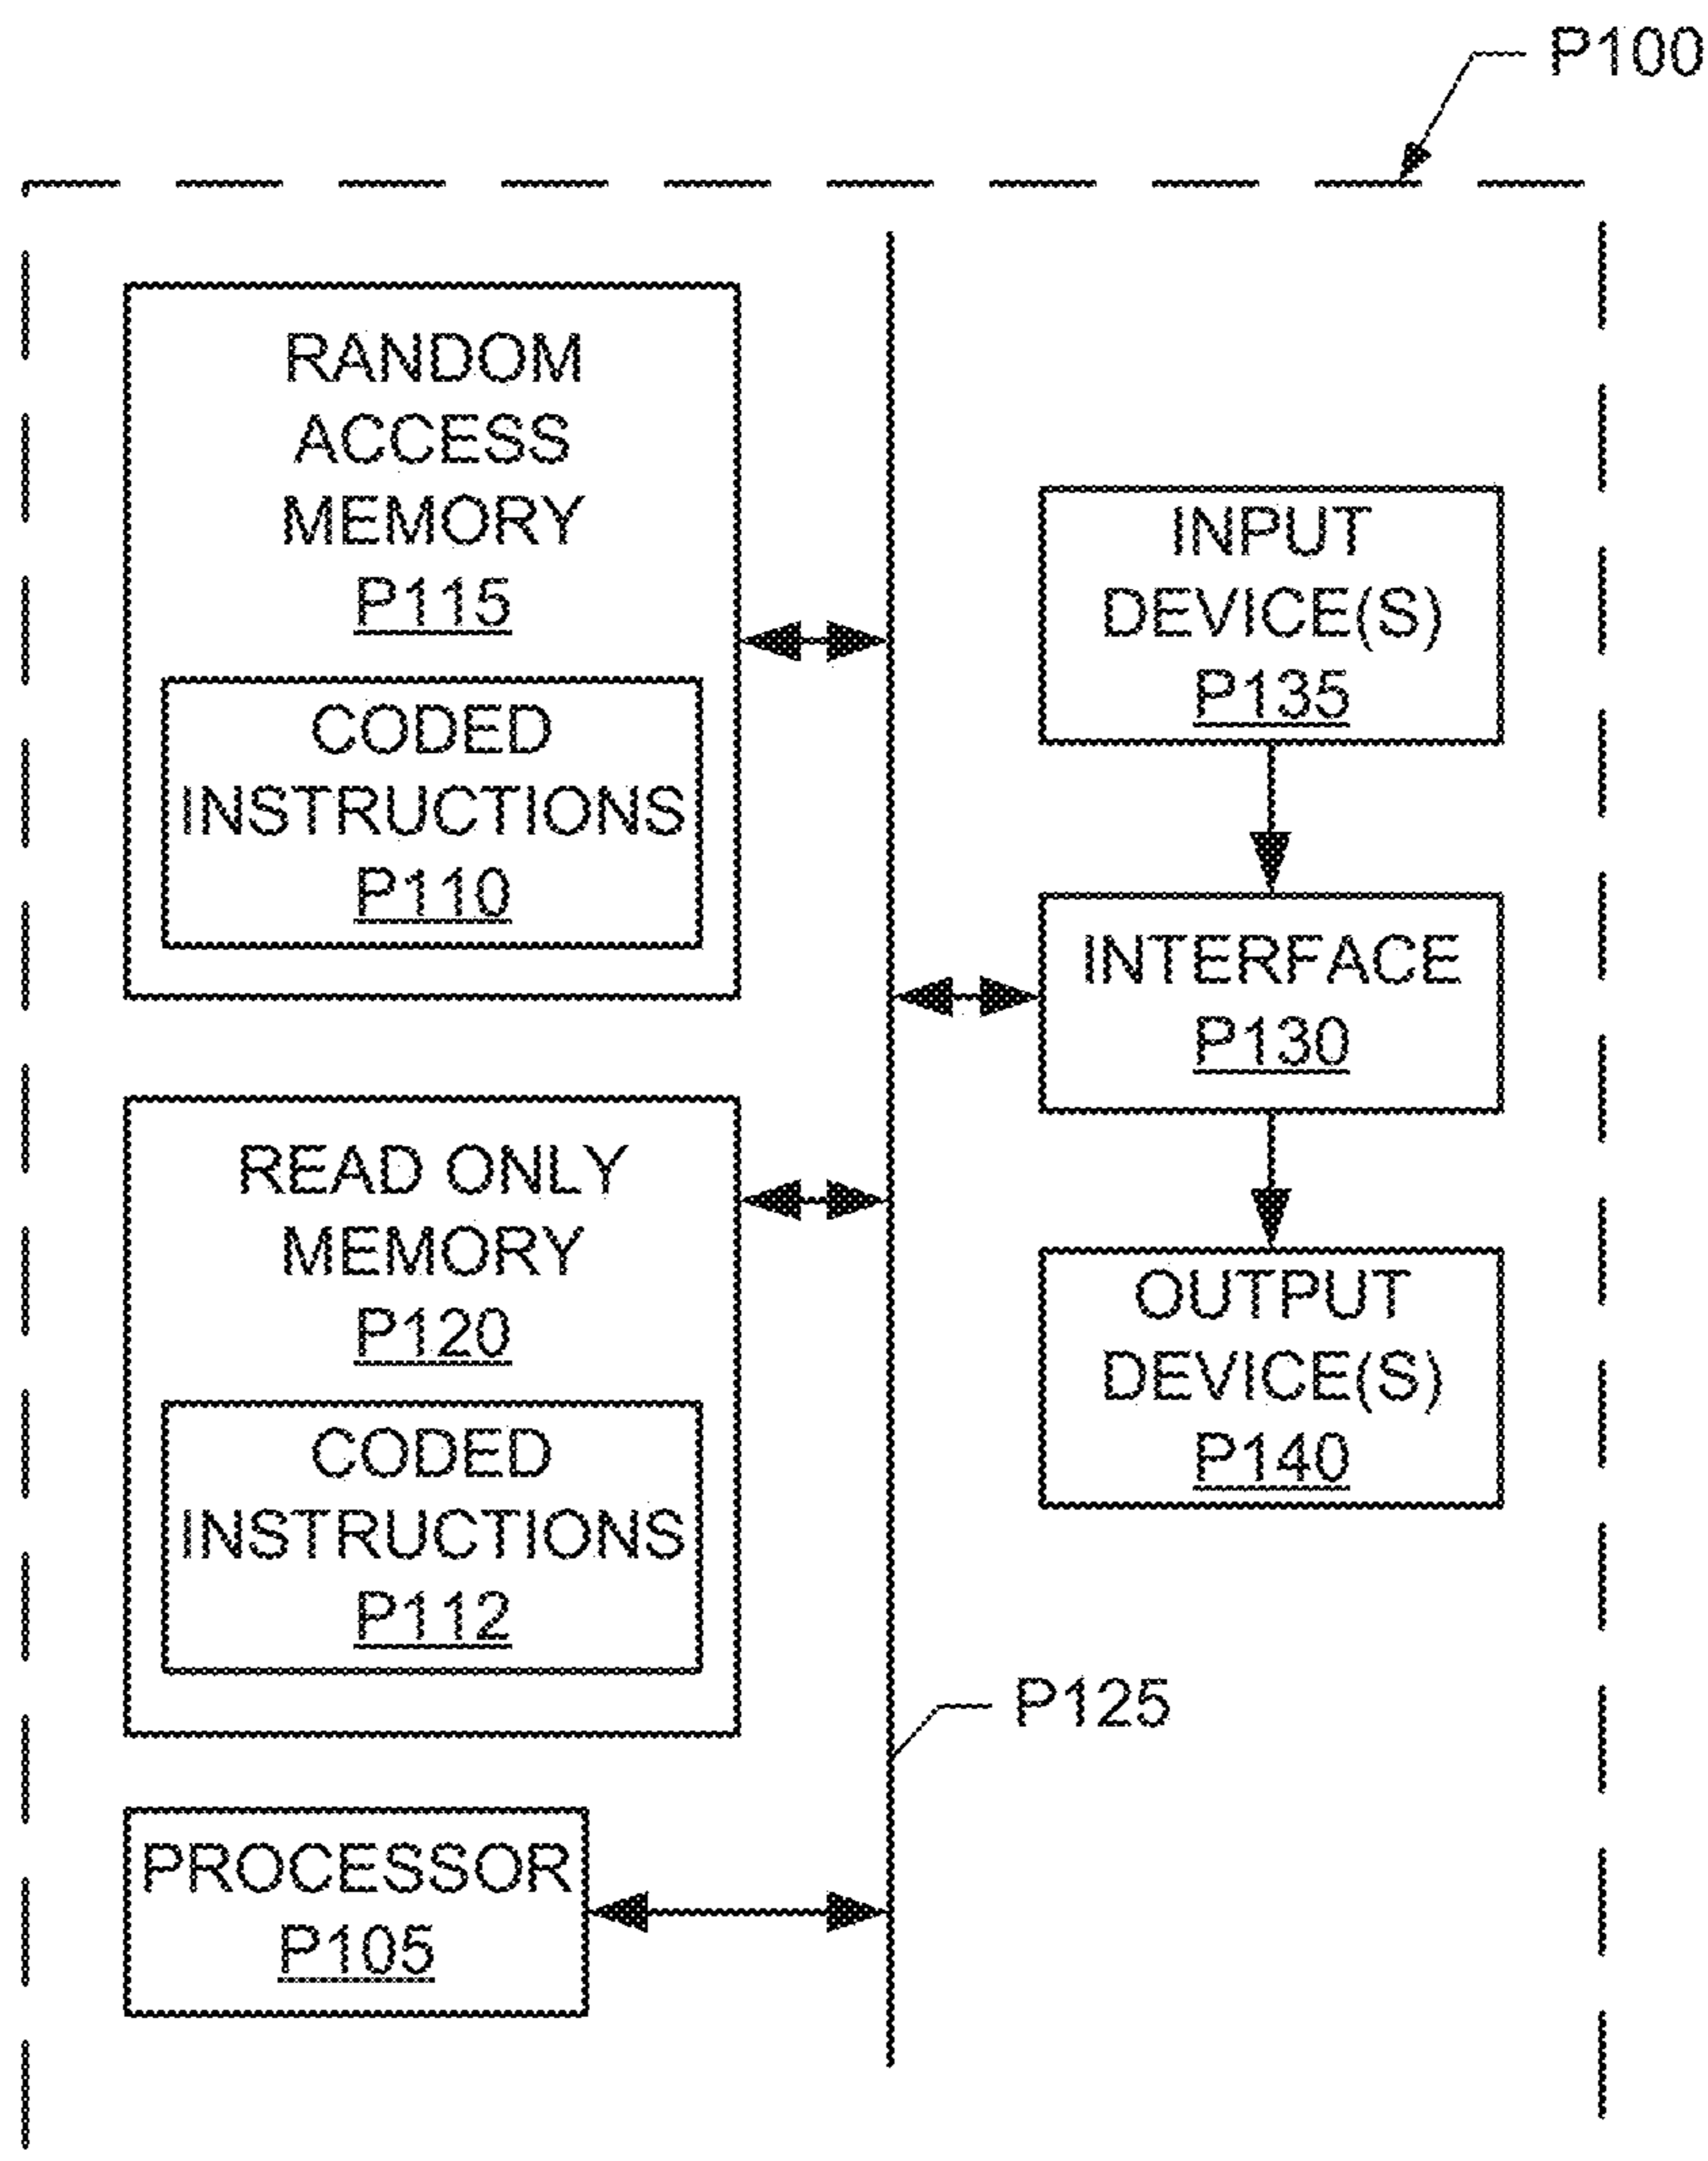 P100
RANDOM
ACCESS
MEMORY
P115
CODED
INSTRUCTIONS
P110
READ ONLY
MEMORY
P120
CODED
INSTRUCTIONS
P112
PROCESSOR
P105
INPUT
DEVICE(S)
P135
INTERFACE
P130
OUTPUT
DEVICE(S)
P140
P125